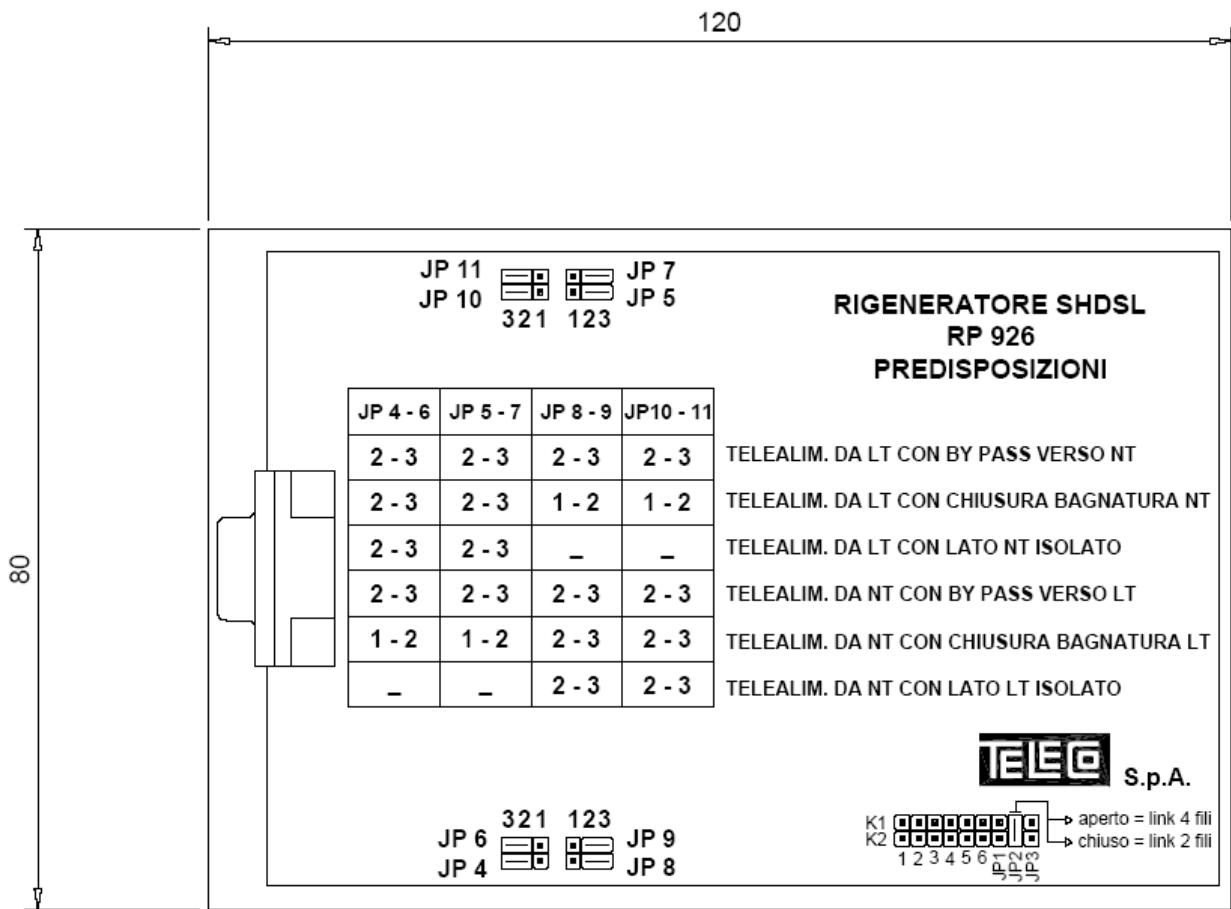 120
80
JP 11
JP 10
321
123
JP 7
JP 5
RIGENERATORE SHDSL
RP 926
PREDISPOSIZIONI
JP 4 - 6 JP 5 - 7 JP 8 - 9 JP10 - 11
2 - 3 2 - 3 2 - 3 2 - 3 TELEALIM. DA LT CON BY PASS VERSO NT
2 - 3 2 - 3 1 - 2 1 - 2 TELEALIM. DA LT CON CHIUSURA BAGNATURA NT
2 - 3 2 - 3 – – TELEALIM. DA LT CON LATO NT ISOLATO
2 - 3 2 - 3 2 - 3 2 - 3 TELEALIM. DA NT CON BY PASS VERSO LT
1 - 2 1 - 2 2 - 3 2 - 3 TELEALIM. DA NT CON CHIUSURA BAGNATURA LT
– – 2 - 3 2 - 3 TELEALIM. DA NT CON LATO LT ISOLATO
TELECO S.p.A.
321 123
JP 6
JP 4
JP 9
JP 8
K1
K2
1 2 3 4 5 6 JP1 JP2 JP3
aperto = link 4 fili
chiuso = link 2 fili